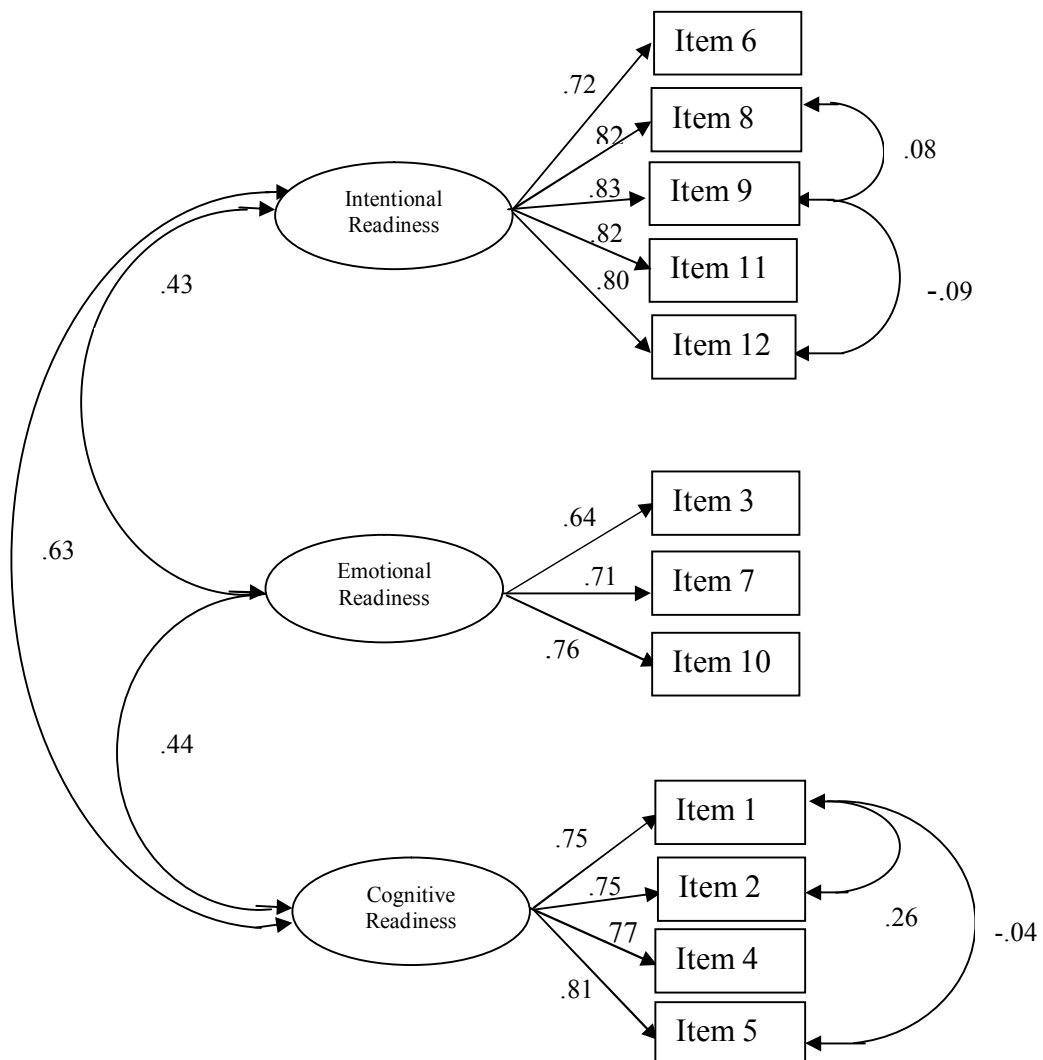 Item 6
.72
Item 8
82
.08
Intentional
Readiness
.83
Item 9
.82
Item 11
.43
.80
-.09
Item 12
Item 3
.64
.63
Emotional
Readiness
.71
Item 7
.76
Item 10
.44
Item 1
.75
Cognitive
Readiness
.75
Item 2
.26
77
Item 4
-.04
.81
Item 5